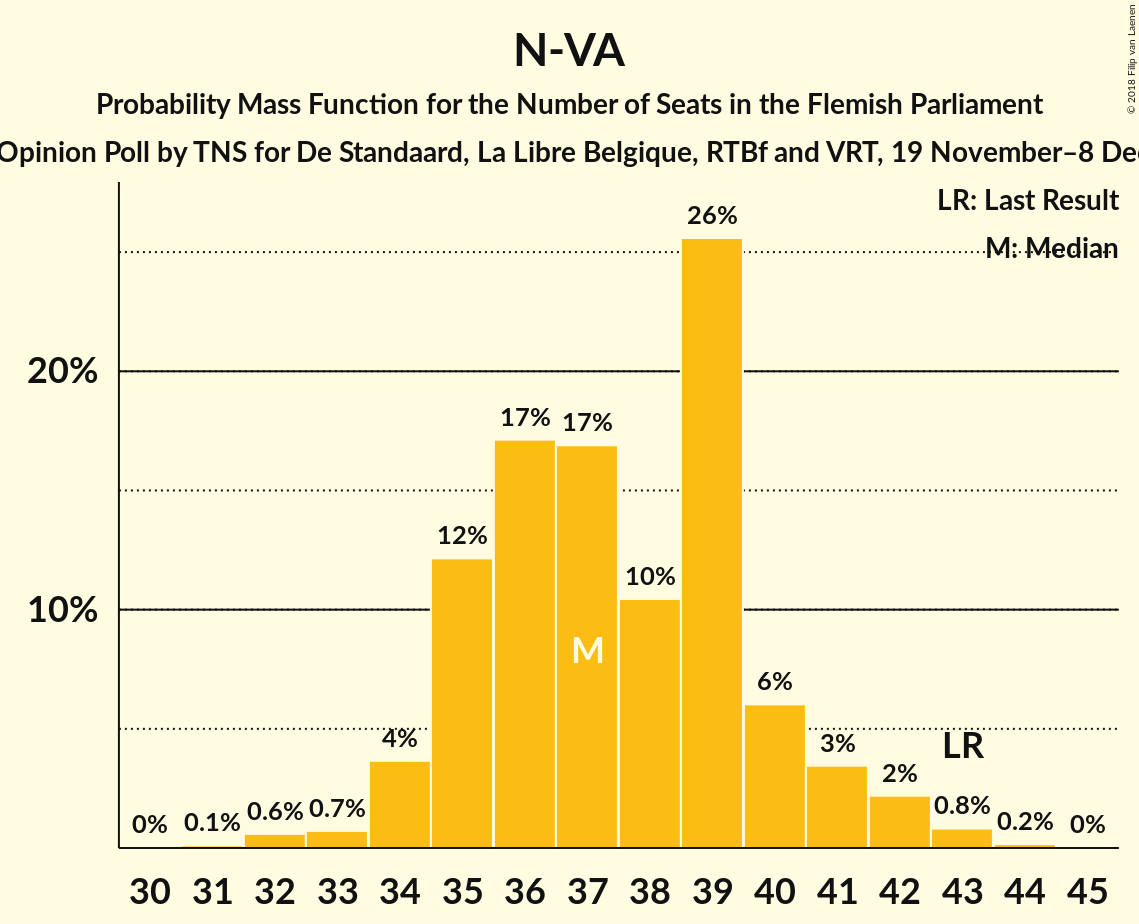 N-VA
Probability Mass Function for the Number of Seats in the Flemish Parliament
Opinion Poll by TNS for De Standaard, La Libre Belgique, RTBf and VRT, 19 November–8
© 2018 Filip van Laenen
LR: Last Result
M: Median
26%
20%
17% 17%
12%
10%
10%
M
6%
4%
3%
LR
2%
0% 0.1% 0.6% 0.7%
0.8% 0.2% 0%
30 31 32 33 34 35 36 37 38 39 40 41 42 43 44 45